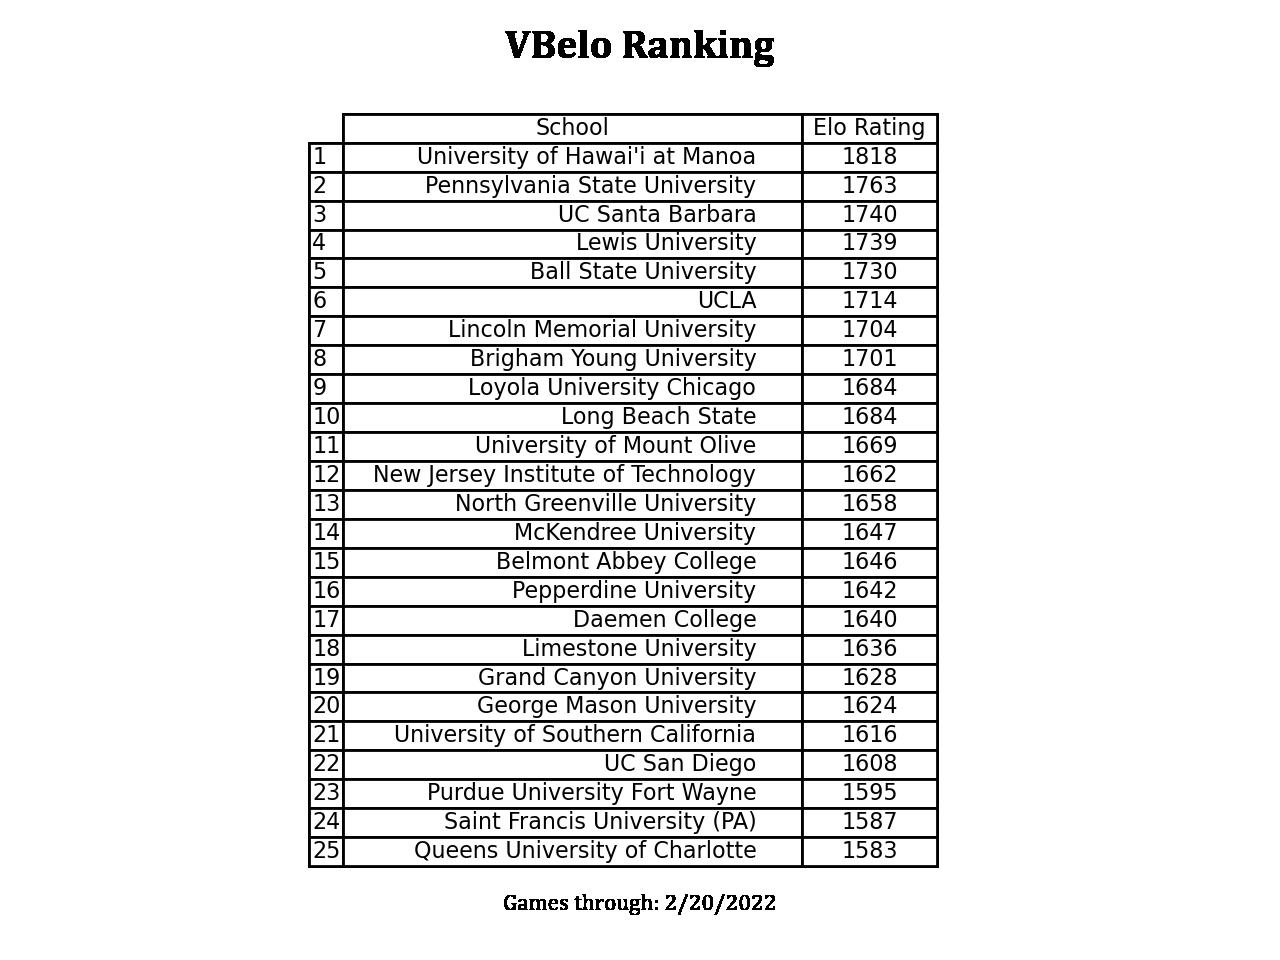 VBelo Ranking
School Elo Rating
1 University of Hawai'i at Manoa 1818
2 Pennsylvania State University 1763
3 UC Santa Barbara 1740
4 Lewis University 1739
5 Ball State University 1730
6 UCLA 1714
7 Lincoln Memorial University 1704
8 Brigham Young University 1701
9 Loyola University Chicago 1684
10 Long Beach State 1684
11 University of Mount Olive 1669
12 New Jersey Institute of Technology 1662
13 North Greenville University 1658
14 McKendree University 1647
15 Belmont Abbey College 1646
16 Pepperdine University 1642
17 Daemen College 1640
18 Limestone University 1636
19 Grand Canyon University 1628
20 George Mason University 1624
21 University of Southern California 1616
22 UC San Diego 1608
23 Purdue University Fort Wayne 1595
24 Saint Francis University (PA) 1587
25 Queens University of Charlotte 1583
Games through: 2/20/2022